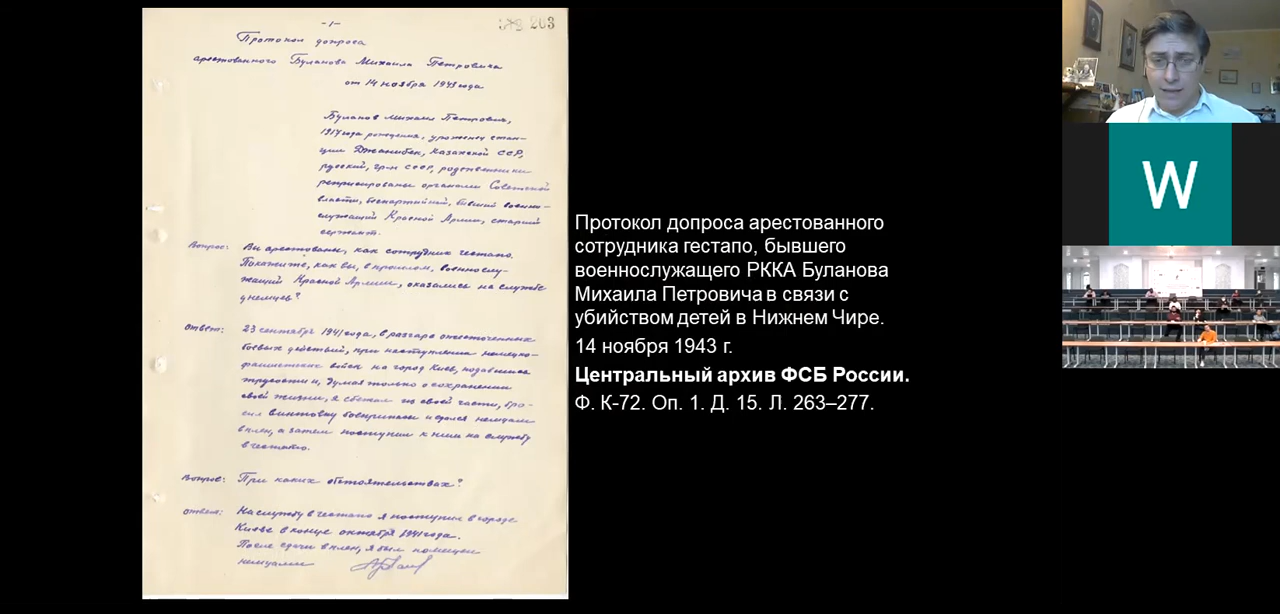 -1-
263
Протокол допроса
арестованного Буланова Михаила Петровича
от 14 ноября 1943 года
Буланов Михаил Петрович,
1917 года рождения, уроженец стан-
ции Джаныбек, Казахской ССР,
русский, гр-н СССР, родственники
репрессированы органами Советской
власти, беспартийный, бывший военно-
служащий Красной Армии, старший
сержант.
Вопрос: Вы арестованы, как сотрудник гестапо.
Покажите, как вы, в прошлом, военнослу-
жащий Красной Армии, оказались на службе
у немцев?
Ответ: 23 сентября 1941 года, в разгаре ожесточенных
боевых действий, при наступлении немецко-
фашистских войск на город Киев, поддавшись
трусости и, думая только о сохранении
своей жизни, я сбежал из своей части, бро-
сил винтовку боеприпасы и сдался немцам
в плен, а затем поступил к ним на службу
в гестапо.
Вопрос: При каких обстоятельствах?
Ответ: На службу в гестапо я поступил в городе
Киеве в конце октября 1941 года.
После сдачи в плен, я был помещен
немцами
Протокол допроса арестованного
сотрудника гестапо, бывшего
военнослужащего РККА Буланова
Михаила Петровича в связи с
убийством детей в Нижнем Чире.
14 ноября 1943 г.
Центральный архив ФСБ России.
Ф. К-72. Оп. 1. Д. 15. Л. 263–277.
W